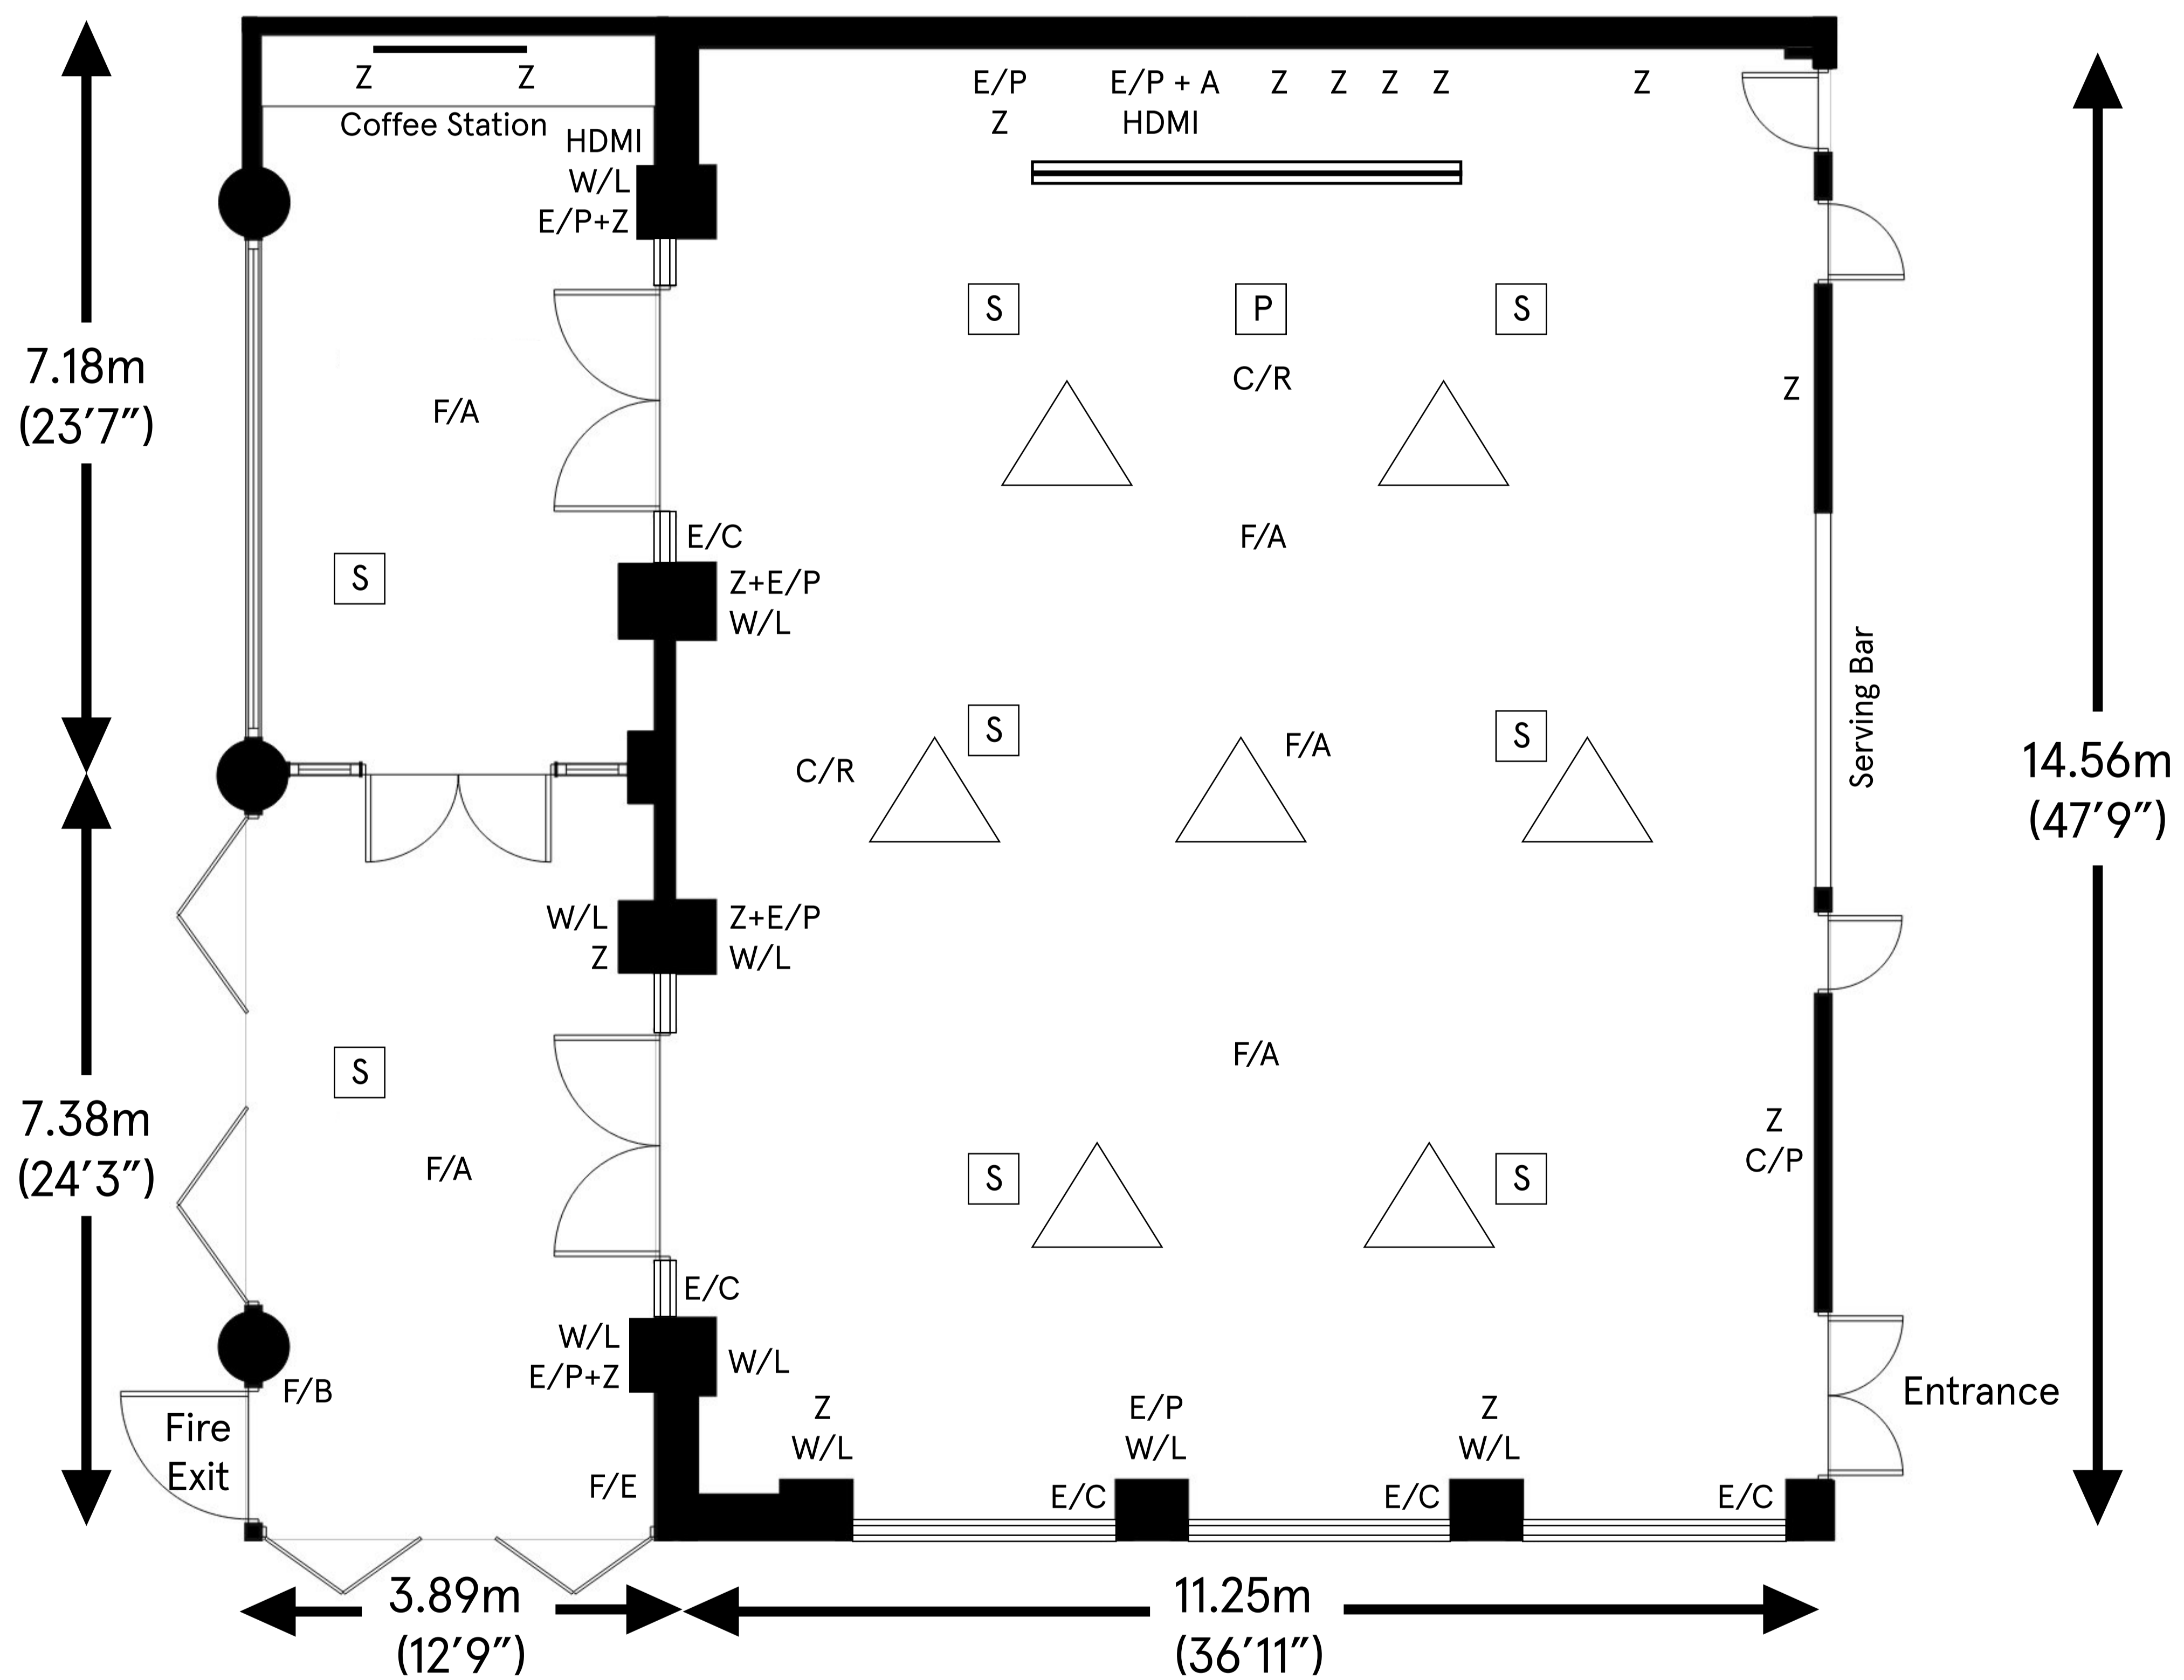 Z Z
Coffee Station
HDMI
W/L
E/P+Z
E/P
Z
E/P + A
HDMI
Z Z Z Z Z
7.18m
(23′7″)
F/A
S
S P S
C/R
Z
E/C
Z+E/P
W/L
F/A
S F/A S
C/R
Serving Bar
14.56m
(47′9″)
W/L
Z
Z+E/P
W/L
S
F/A
7.38m
(24′3″)
F/A
Z
C/P
S S
E/C
W/L
E/P+Z
W/L
F/B
Fire
Exit
F/E
Z
W/L
E/P
W/L
Z
W/L
E/C E/C E/C
Entrance
3.89m
(12′9″)
11.25m
(36′11″)